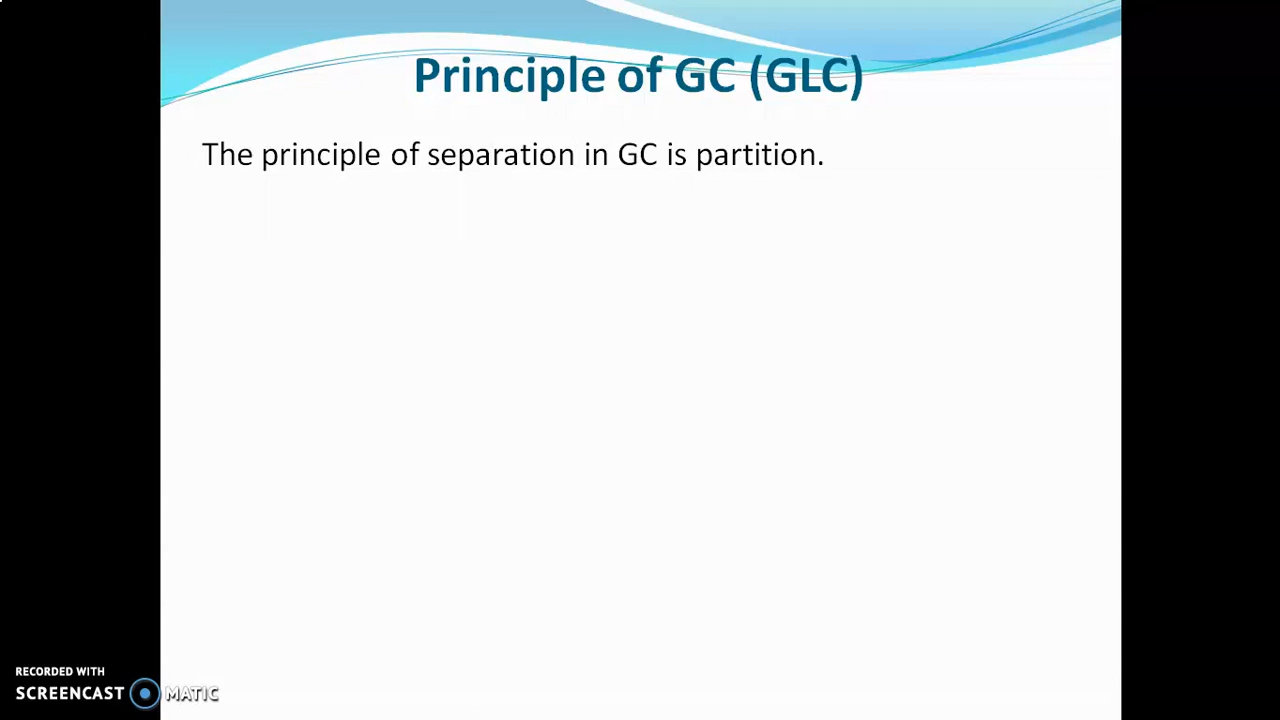 Principle of GC (GLC)
The principle of separation in GC is partition.
RECORDED WITH
SCREENCAST MATIC